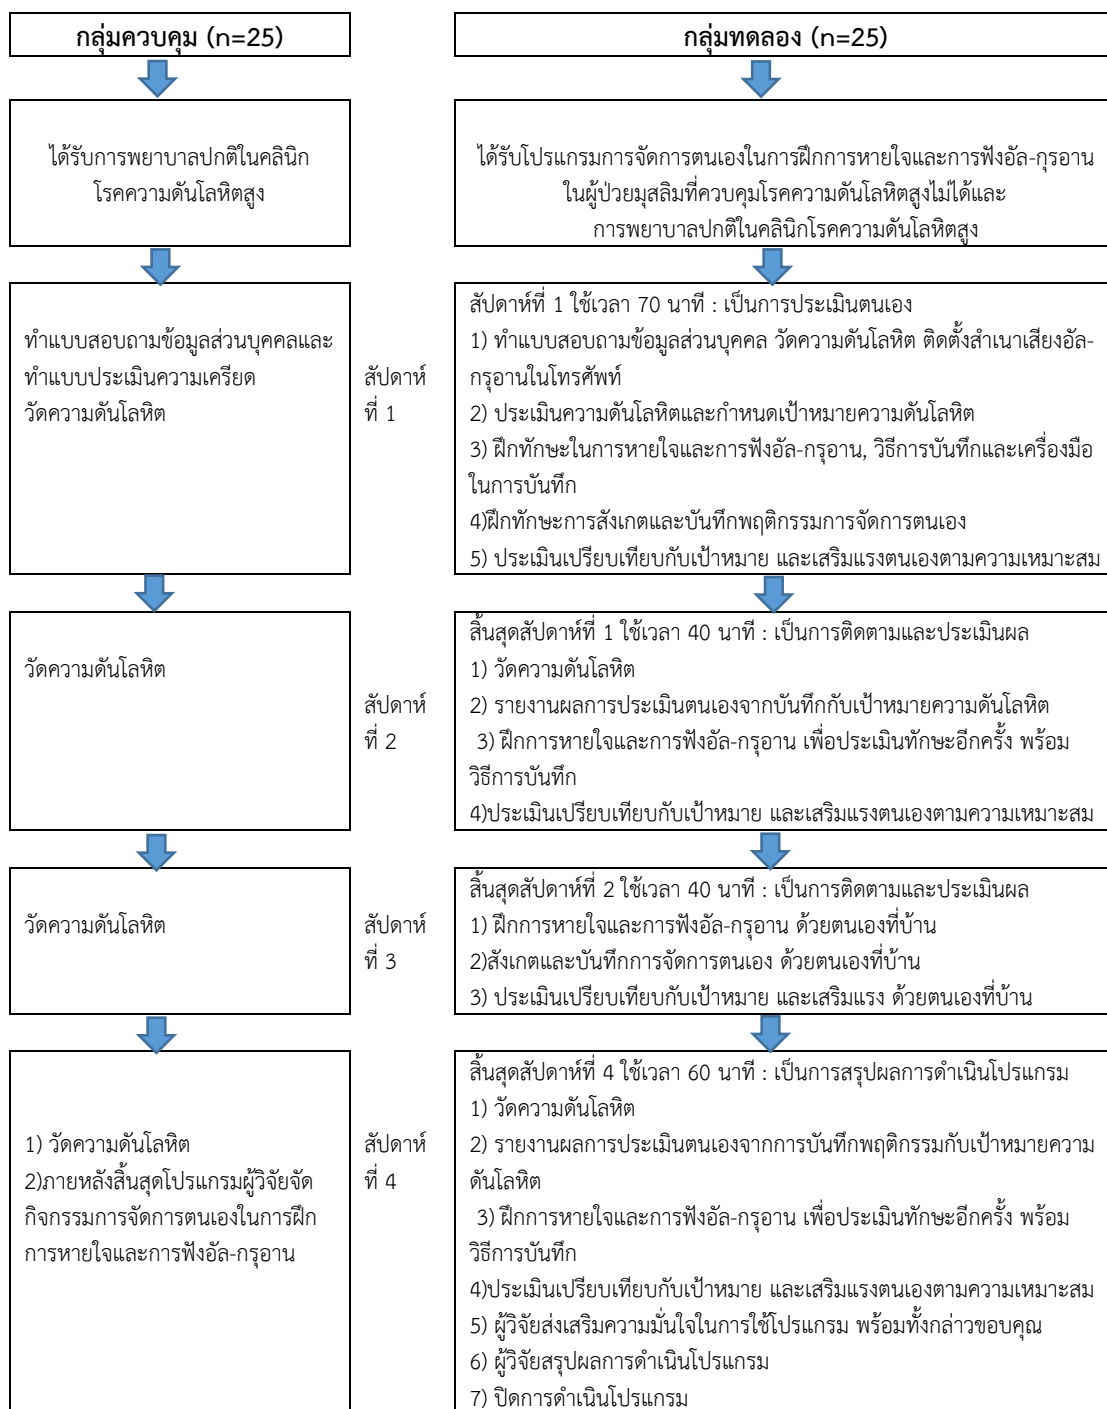 กลุ่มควบคุม (n=25)
กลุ่มทดลอง (n=25)
ได้รับการพยาบาลปกติในคลินิก
โรคความดันโลหิตสูง
ได้รับโปรแกรมการจัดการตนเองในการฝึกการหายใจและการฟังอัล-กุรอาน
ในผู้ป่วยมุสลิมที่ควบคุมโรคความดันโลหิตสูงไม่ได้และ
การพยาบาลปกติในคลินิกโรคความดันโลหิตสูง
ทำแบบสอบถามข้อมูลส่วนบุคคลและ
ทำแบบประเมินความเครียด
วัดความดันโลหิต
สัปดาห์
ที่ 1
สัปดาห์ที่ 1 ใช้เวลา 70 นาที : เป็นการประเมินตนเอง
1) ทำแบบสอบถามข้อมูลส่วนบุคคล วัดความดันโลหิต ติดตั้งสำเนาเสียงอัล-
กรุอานในโทรศัพท์
2) ประเมินความดันโลหิตและกำหนดเป้าหมายความดันโลหิต
3) ฝึกทักษะในการหายใจและการฟังอัล-กรุอาน, วิธีการบันทึกและเครื่องมือ
ในการบันทึก
4)ฝึกทักษะการสังเกตและบันทึกพฤติกรรมการจัดการตนเอง
5) ประเมินเปรียบเทียบกับเป้าหมาย และเสริมแรงตนเองตามความเหมาะสม
วัดความดันโลหิต
สัปดาห์
ที่ 2
สิ้นสุดสัปดาห์ที่ 1 ใช้เวลา 40 นาที : เป็นการติดตามและประเมินผล
1) วัดความดันโลหิต
2) รายงานผลการประเมินตนเองจากบันทึกกับเป้าหมายความดันโลหิต
3) ฝึกการหายใจและการฟังอัล-กรุอาน เพื่อประเมินทักษะอีกครั้ง พร้อม
วิธีการบันทึก
4)ประเมินเปรียบเทียบกับเป้าหมาย และเสริมแรงตนเองตามความเหมาะสม
วัดความดันโลหิต
สัปดาห์
ที่ 3
สิ้นสุดสัปดาห์ที่ 2 ใช้เวลา 40 นาที : เป็นการติดตามและประเมินผล
1) ฝึกการหายใจและการฟังอัล-กรุอาน ด้วยตนเองที่บ้าน
2)สังเกตและบันทึกการจัดการตนเอง ด้วยตนเองที่บ้าน
3) ประเมินเปรียบเทียบกับเป้าหมาย และเสริมแรง ด้วยตนเองที่บ้าน
1) วัดความดันโลหิต
2)ภายหลังสิ้นสุดโปรแกรมผู้วิจัยจัด
กิจกรรมการจัดการตนเองในการฝึก
การหายใจและการฟังอัล-กรุอาน
สัปดาห์
ที่ 4
สิ้นสุดสัปดาห์ที่ 4 ใช้เวลา 60 นาที : เป็นการสรุปผลการดำเนินโปรแกรม
1) วัดความดันโลหิต
2) รายงานผลการประเมินตนเองจากการบันทึกพฤติกรรมกับเป้าหมายความ
ดันโลหิต
3) ฝึกการหายใจและการฟังอัล-กรุอาน เพื่อประเมินทักษะอีกครั้ง พร้อม
วิธีการบันทึก
4)ประเมินเปรียบเทียบกับเป้าหมาย และเสริมแรงตนเองตามความเหมาะสม
5) ผู้วิจัยส่งเสริมความมั่นใจในการใช้โปรแกรม พร้อมทั้งกล่าวขอบคุณ
6) ผู้วิจัยสรุปผลการดำเนินโปรแกรม
7) ปิดการดำเนินโปรแกรม